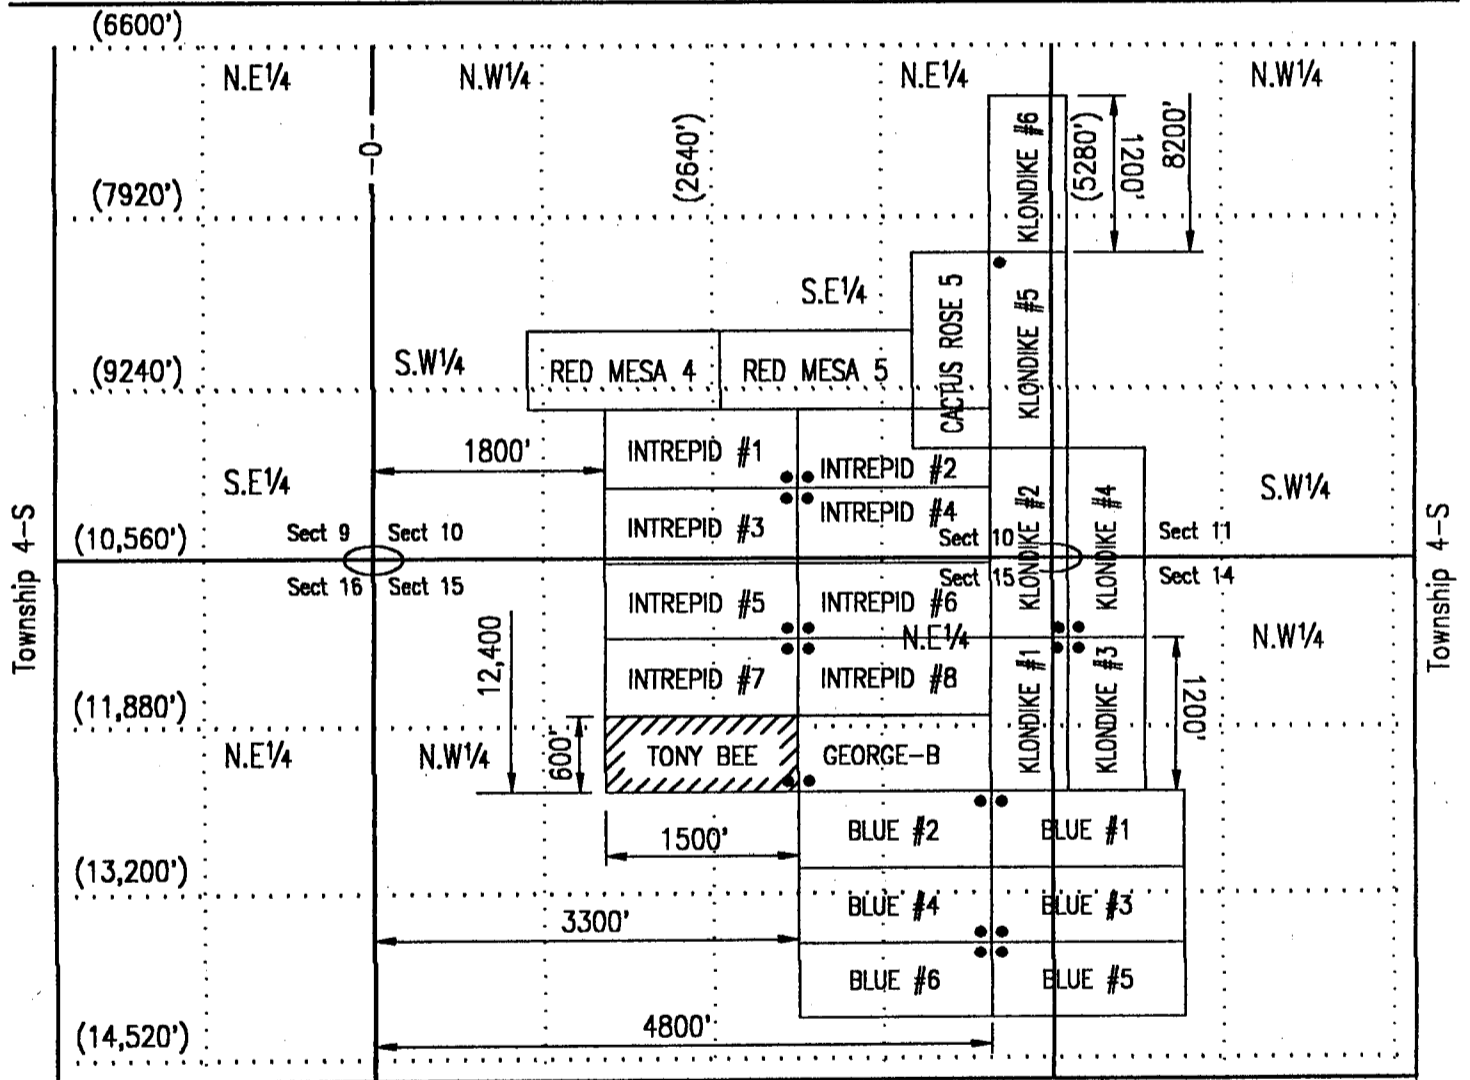 (6600')
N.E¼
N.W¼
N.E¼
N.W¼
-0-
(2640')
KLONDIKE #6
(5280')
1200'
8200'
(7920')
S.E¼
CACTUS ROSE 5
KLONDIKE #5
(9240')
S.W¼
RED MESA 4
RED MESA 5
1800'
INTREPID #1
INTREPID #2
S.E¼
S.W¼
KLONDIKE #2
KLONDIKE #4
INTREPID #3
INTREPID #4
Township 4-S
(10,560')
Sect 9
Sect 10
Sect 10
Sect 11
Township 4-S
Sect 16
Sect 15
Sect 15
Sect 14
INTREPID #5
INTREPID #6
12,400
N.E¼
N.W¼
INTREPID #7
INTREPID #8
KLONDIKE #1
KLONDIKE #3
1200'
(11,880')
N.E¼
N.W¼
600'
TONY BEE
GEORGE-B
1500'
BLUE #2
BLUE #1
(13,200')
BLUE #4
BLUE #3
3300'
BLUE #6
BLUE #5
4800'
(14,520')